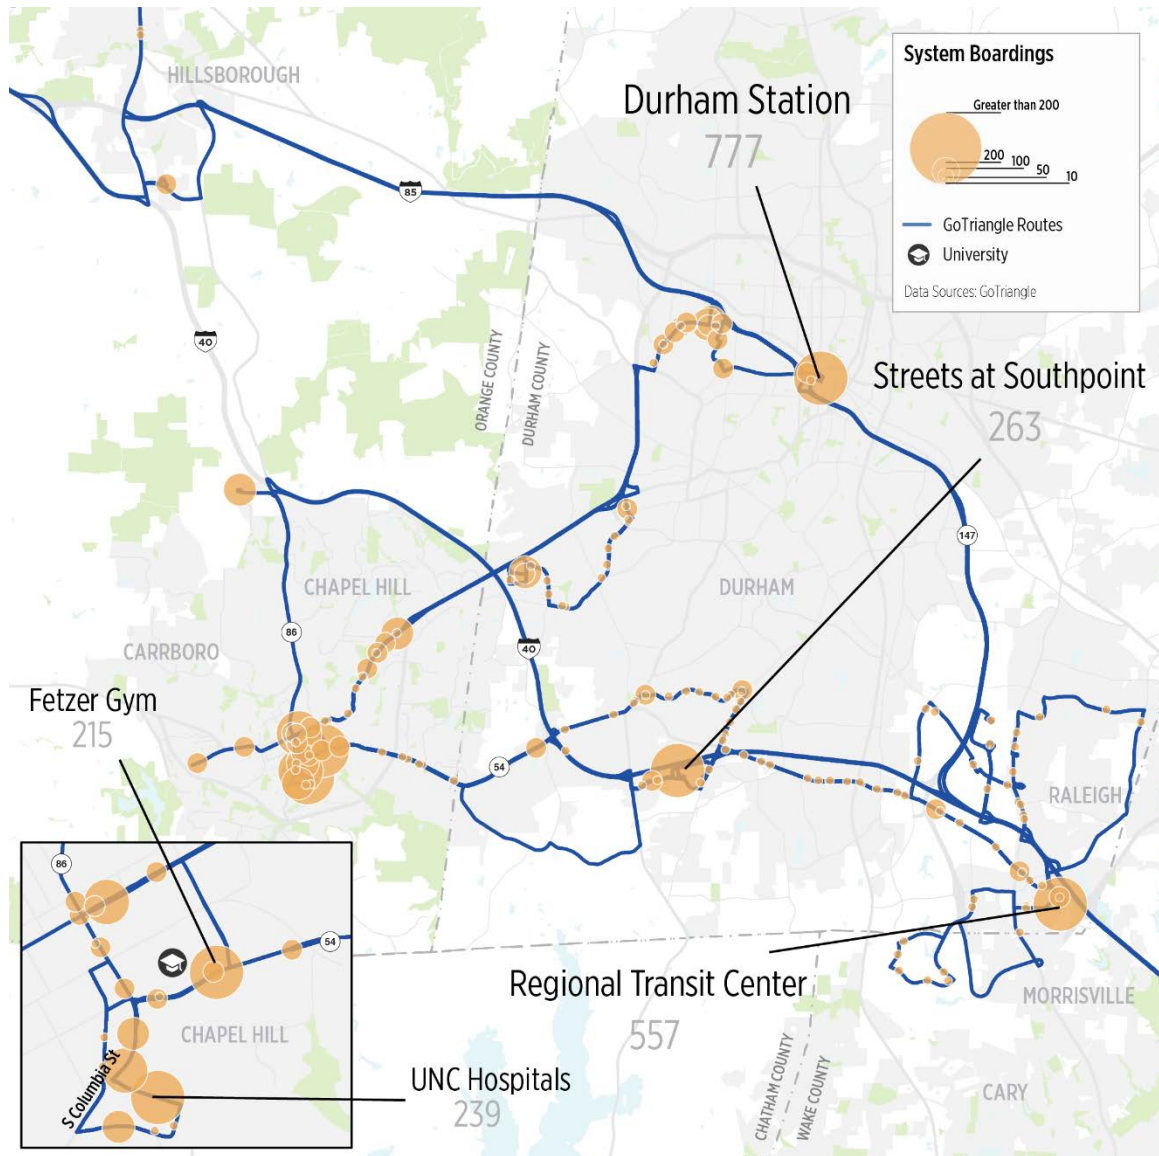 HILLSBOROUGH
Durham Station
777
System Boardings
Greater than 200
200
100
50
10
GoTriangle Routes
University
Data Sources: GoTriangle
85
40
ORANGE COUNTY
DURHAM COUNTY
Streets at Southpoint
263
147
CHAPEL HILL
DURHAM
86
CARRBORO
40
Fetzer Gym
215
54
RALEIGH
86
54
CHAPEL HILL
S Columbia St
Regional Transit Center
557
MORRISVILLE
UNC Hospitals
239
CHATHAM COUNTY
WAKE COUNTY
CARY